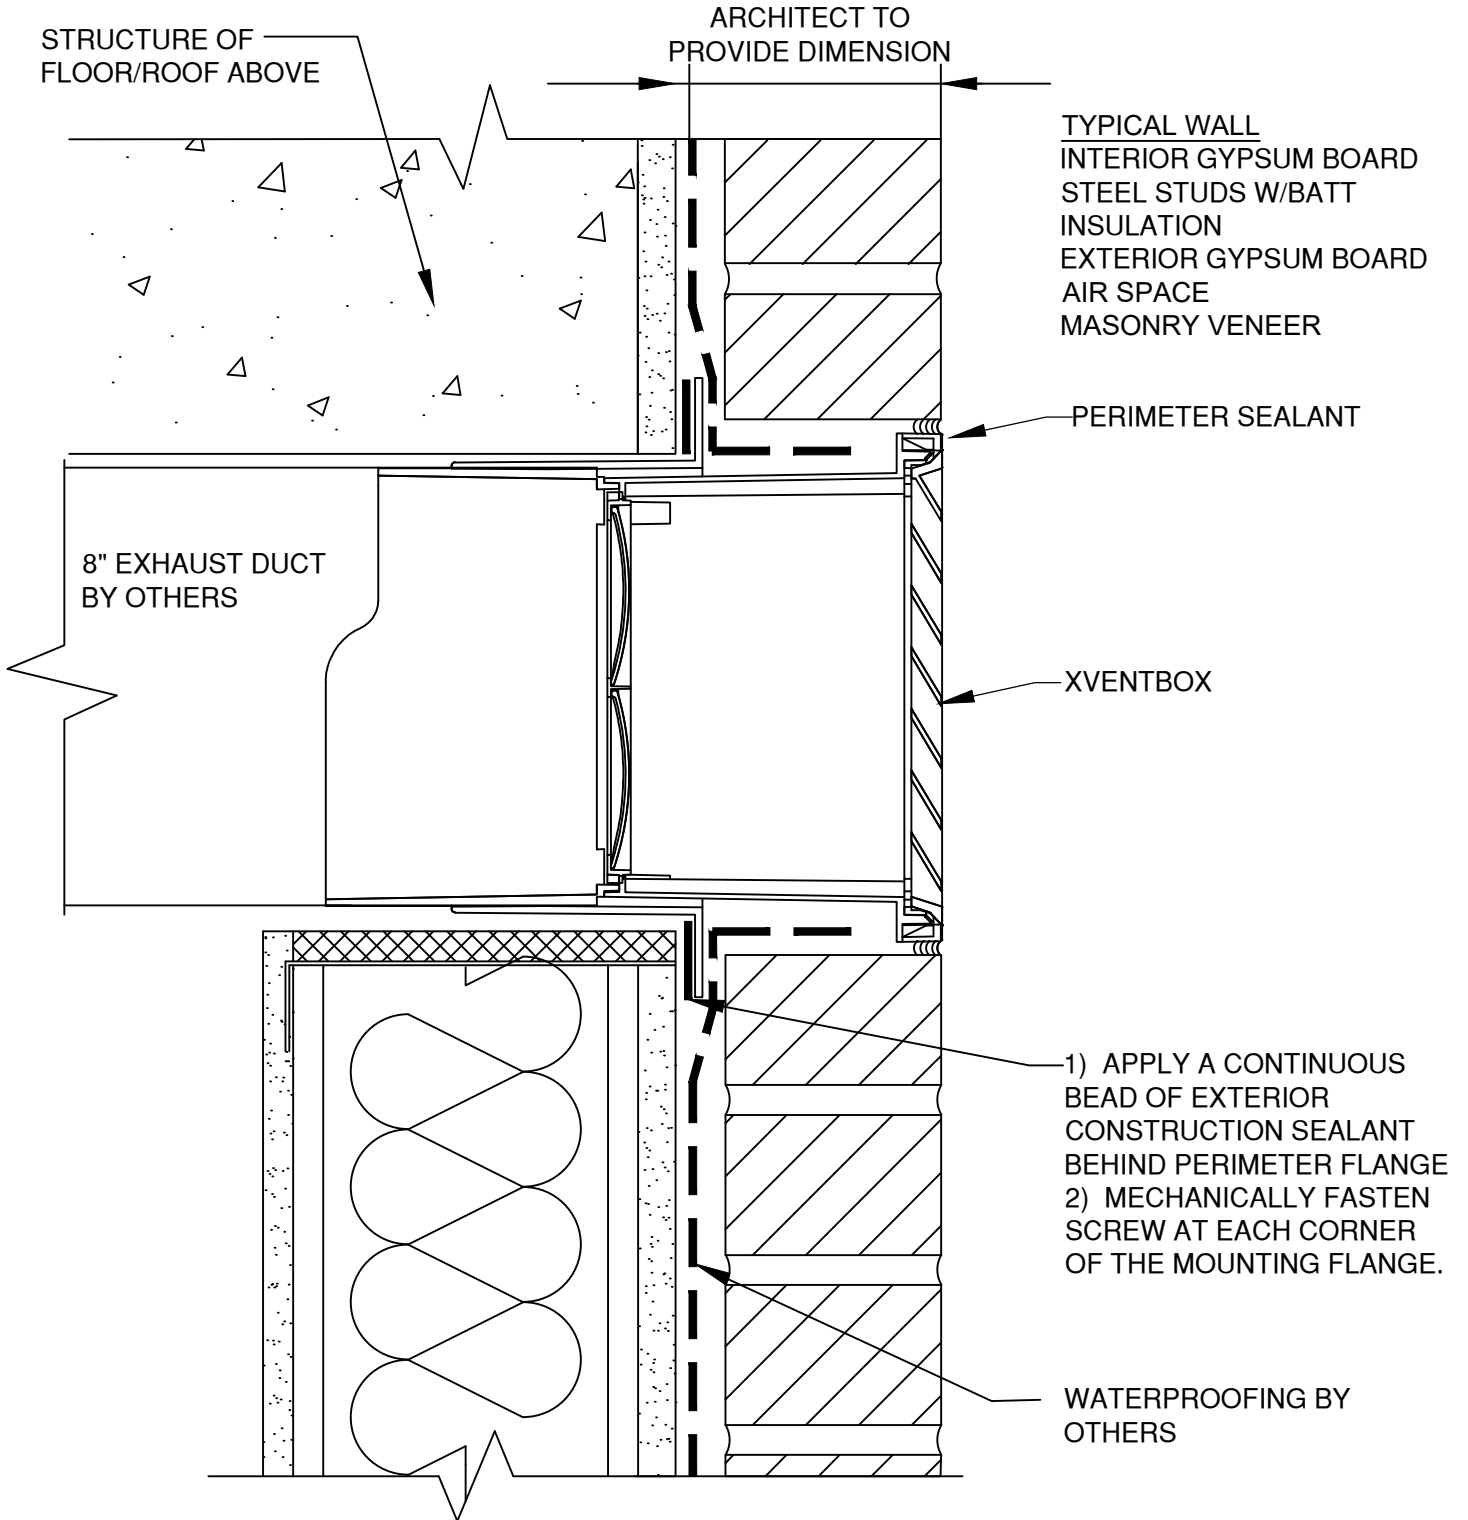 STRUCTURE OF
FLOOR/ROOF ABOVE
ARCHITECT TO
PROVIDE DIMENSION
TYPICAL WALL
INTERIOR GYPSUM BOARD
STEEL STUDS W/BATT
INSULATION
EXTERIOR GYPSUM BOARD
AIR SPACE
MASONRY VENEER
PERIMETER SEALANT
8" EXHAUST DUCT
BY OTHERS
XVENTBOX
1) APPLY A CONTINUOUS
BEAD OF EXTERIOR
CONSTRUCTION SEALANT
BEHIND PERIMETER FLANGE
2) MECHANICALLY FASTEN
SCREW AT EACH CORNER
OF THE MOUNTING FLANGE.
WATERPROOFING BY
OTHERS